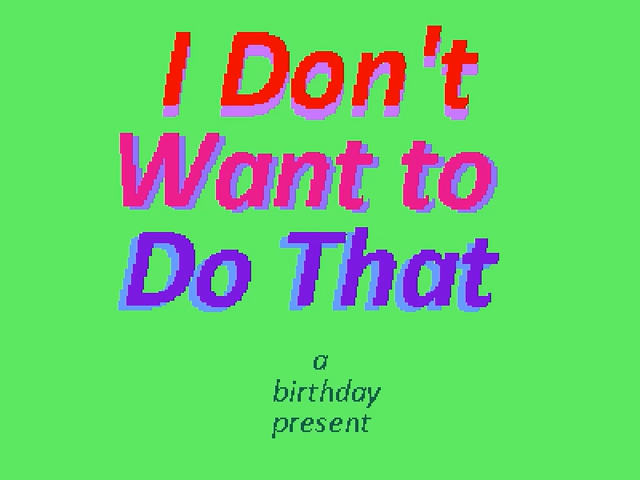 I Don't
Want to
Do That
a
birthday
present